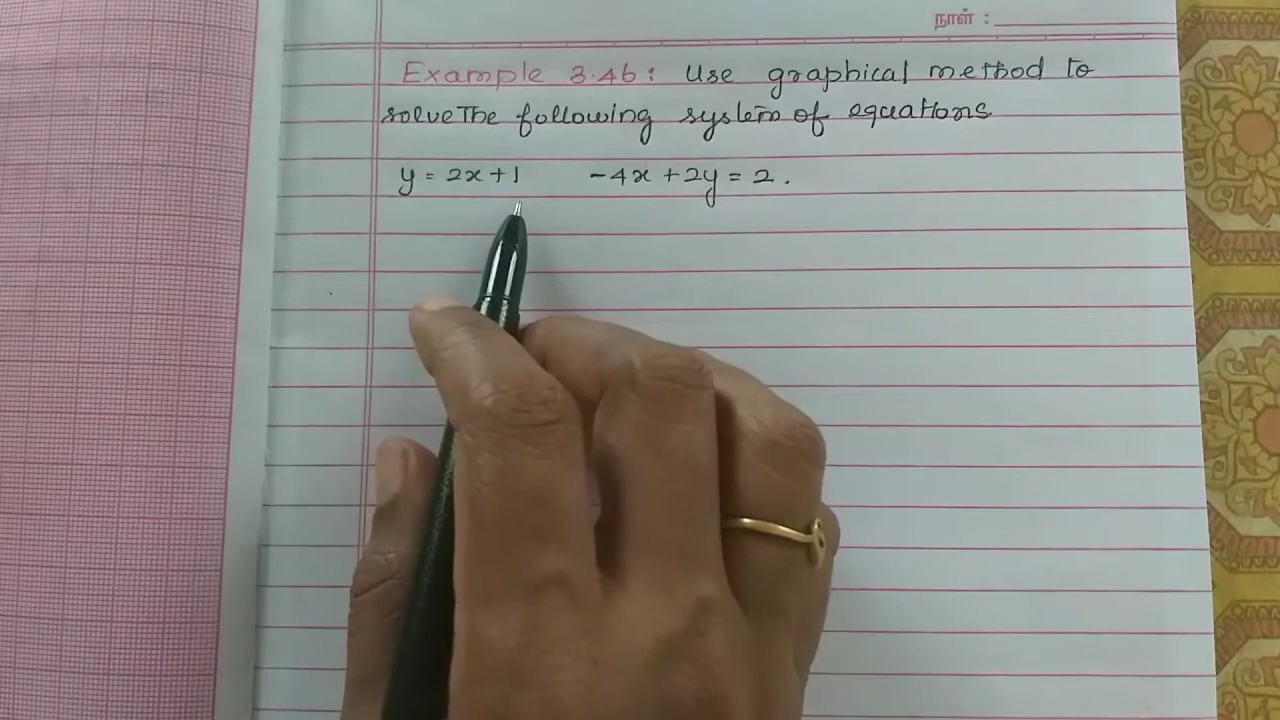 நாள் :
Example 3.46: Use graphical method to
solve The following system of equations
y = 2x+1 -4x +2y = 2.